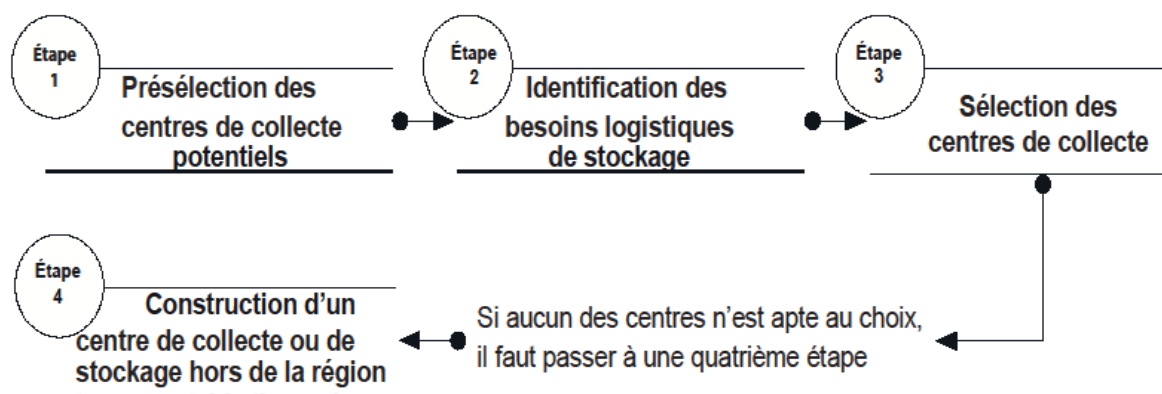 Étape
1
Présélection des
centres de collecte
potentiels
Étape
2
Identification des
besoins logistiques
de stockage
Étape
3
Sélection des
centres de collecte
Étape
4
Construction d’un
centre de collecte ou de
stockage hors de la région
Si aucun des centres n’est apte au choix,
il faut passer à une quatrième étape